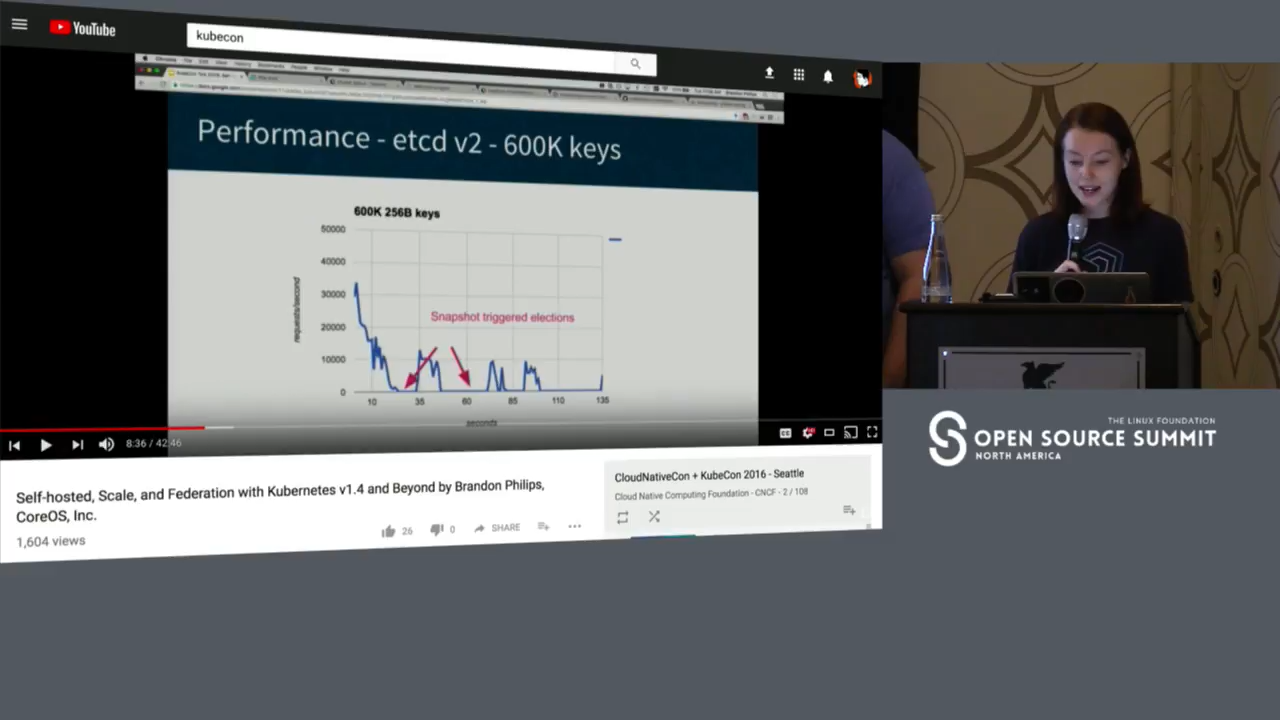 YouTube
kubecon
Performance - etcd v2 - 600K keys
600K 256B keys
50000
40000
30000
20000
10000
0
requests/second
Snapshot triggered elections
10 35 60 85 110 135
seconds
8:36 / 42:46
CC
Self-hosted, Scale, and Federation with Kubernetes v1.4 and Beyond by Brandon Philips,
CoreOS, Inc.
1,604 views
26 0 SHARE
CloudNativeCon + KubeCon 2016 - Seattle
Cloud Native Computing Foundation - CNCF - 2 / 108
THE LINUX FOUNDATION
OPEN SOURCE SUMMIT
NORTH AMERICA